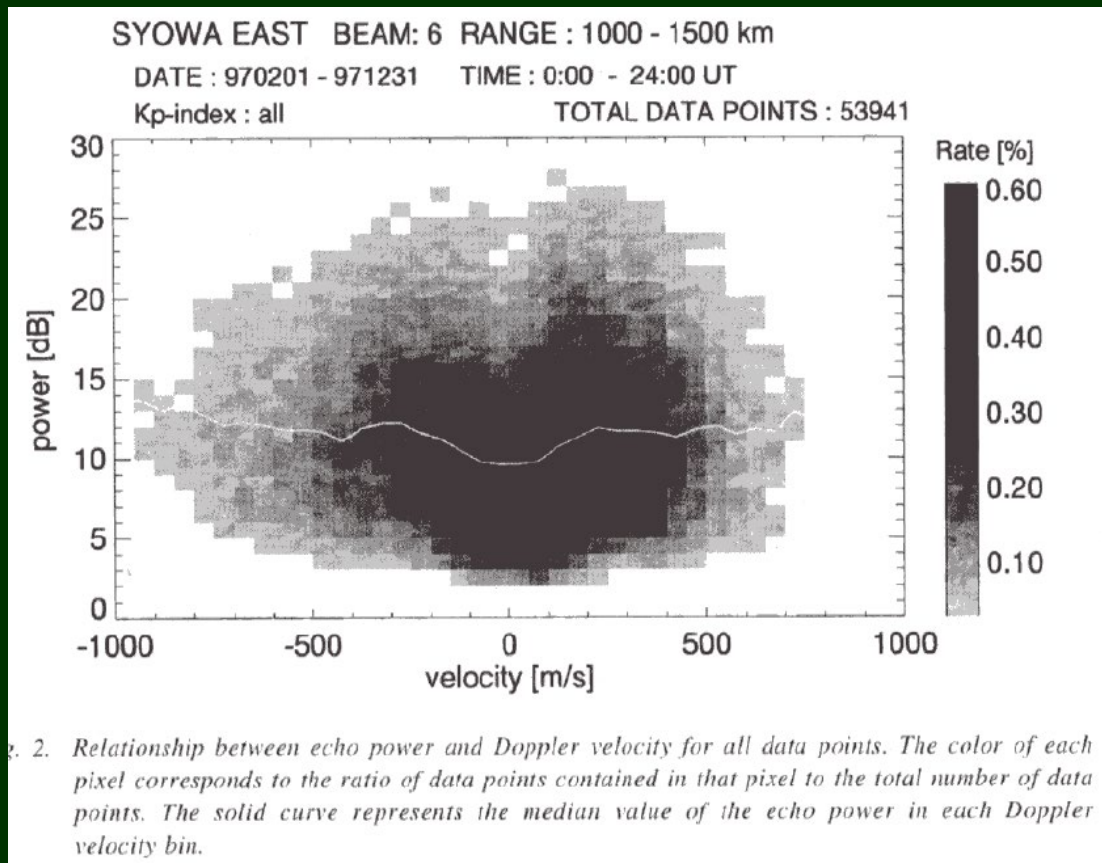 SYOWA EAST BEAM: 6 RANGE : 1000 - 1500 km
DATE : 970201 - 971231 TIME : 0:00 - 24:00 UT
Kp-index : all TOTAL DATA POINTS : 53941
Rate [%]
30
25
20
15
10
5
0
power [dB]
0.60
0.50
0.40
0.30
0.20
0.10
-1000 -500 0 500 1000
velocity [m/s]
g. 2. Relationship between echo power and Doppler velocity for all data points. The color of each
pixel corresponds to the ratio of data points contained in that pixel to the total number of data
points. The solid curve represents the median value of the echo power in each Doppler
velocity bin.